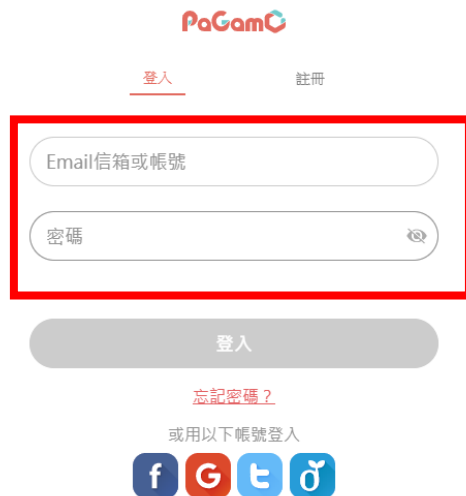 PaGamO
登入 註冊
Email信箱或帳號
密碼
登入
忘記密碼？
或用以下帳號登入
f G t